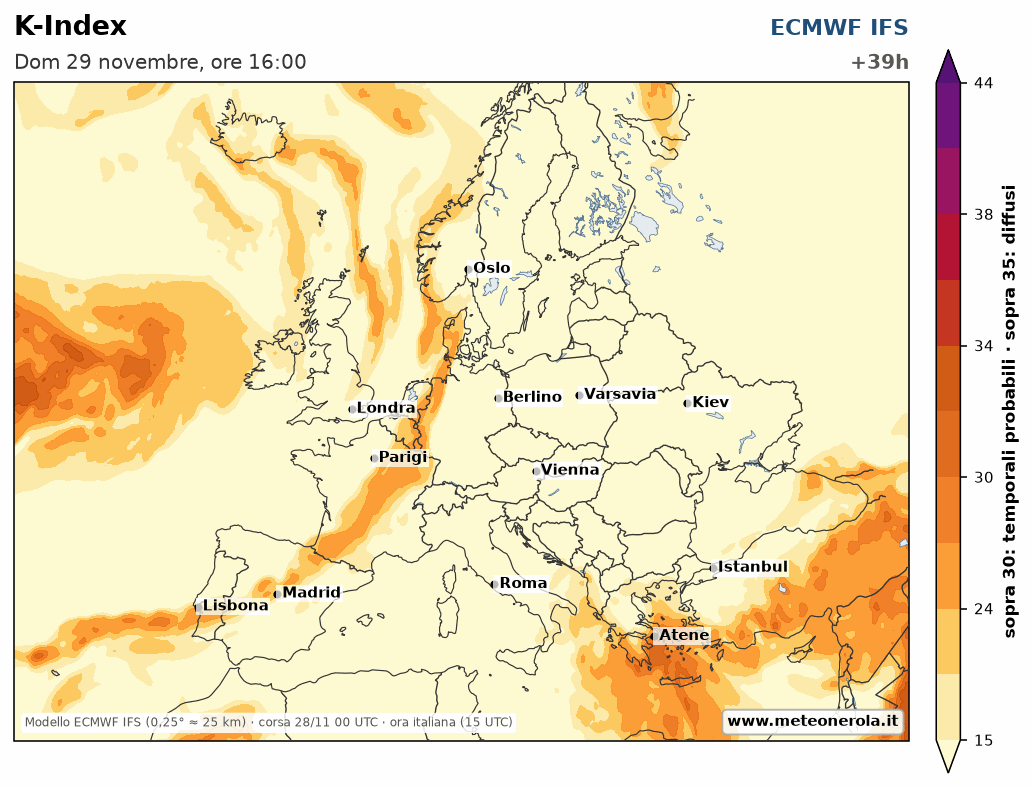 K-Index
ECMWF IFS
Dom 29 novembre, ore 16:00
+39h
Oslo
Berlino
Varsavia
Kiev
Londra
Parigi
Vienna
Istanbul
Roma
Madrid
Lisbona
Atene
Modello ECMWF IFS (0,25° ≈ 25 km) · corsa 28/11 00 UTC · ora italiana (15 UTC)
www.meteonerola.it
44
38
34
30
24
15
sopra 30: temporali probabili · sopra 35: diffusi